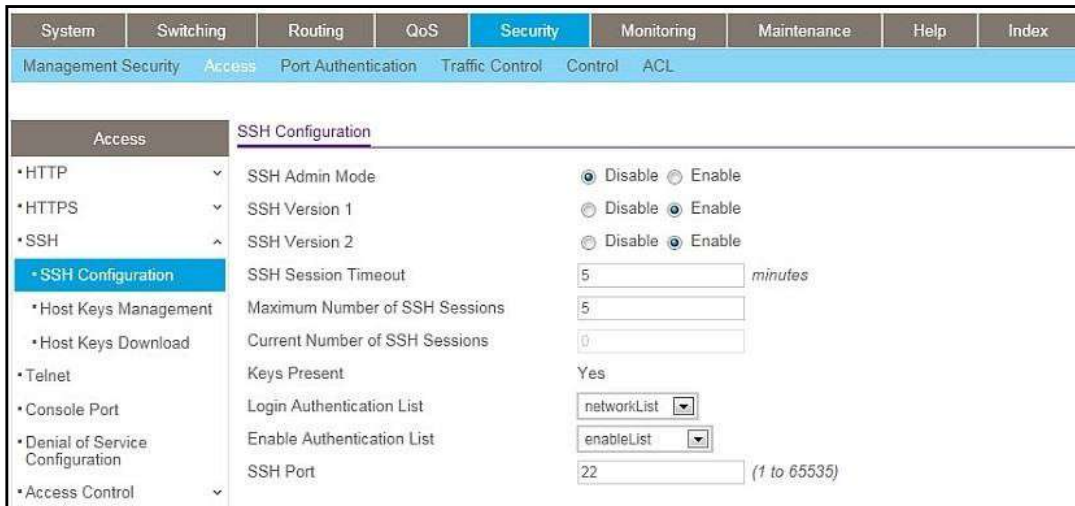 System Switching Routing QoS Security Monitoring Maintenance Help Index
Management Security Access Port Authentication Traffic Control Control ACL
Access
HTTP
HTTPS
SSH
SSH Configuration
Host Keys Management
Host Keys Download
Telnet
Console Port
Denial of Service
Configuration
Access Control
SSH Configuration
SSH Admin Mode Disable Enable
SSH Version 1 Disable Enable
SSH Version 2 Disable Enable
SSH Session Timeout 5 minutes
Maximum Number of SSH Sessions 5
Current Number of SSH Sessions 0
Keys Present Yes
Login Authentication List networkList
Enable Authentication List enableList
SSH Port 22 (1 to 65535)